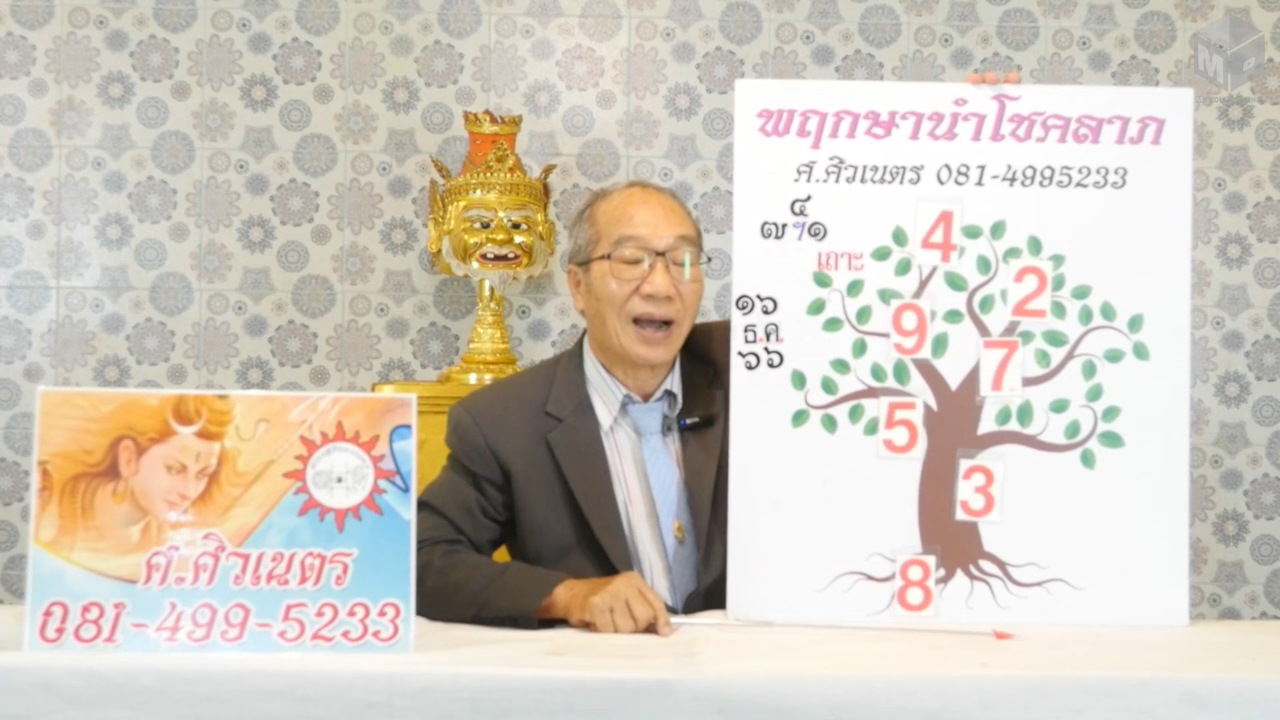 พฤกษานำโชคลาภ
ศ.ศิวเนตร 081-4995233
๔
๗ ฯ ๑
เถาะ
๑๖
ธ.ค.
๖๖
4
2
9
7
5
3
8
ศ.ศิวเนตร
081-499-5233